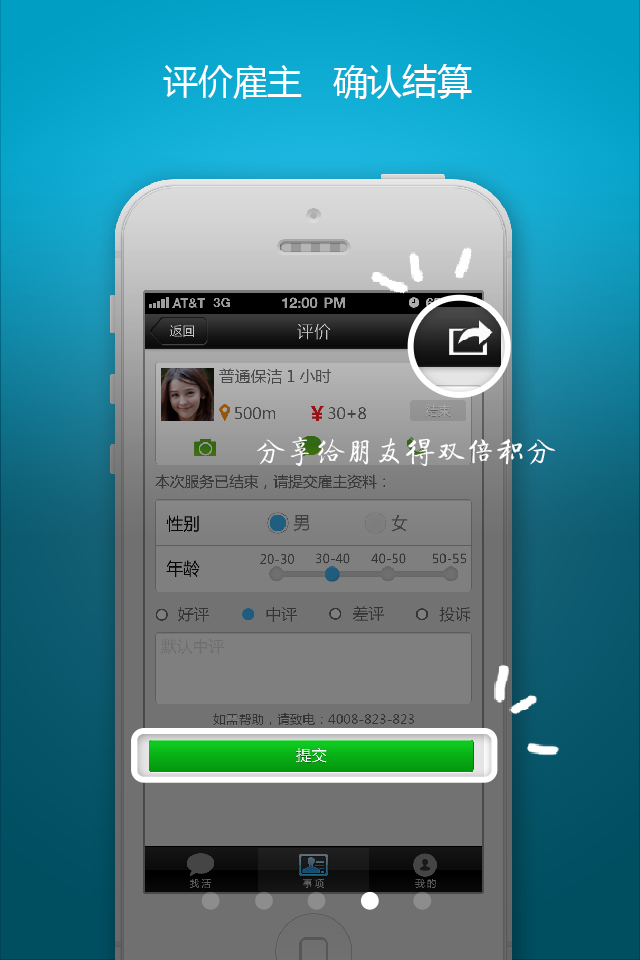 评价雇主 确认结算
AT&T 3G 12:00 PM
返回 评价
普通保洁 1 小时
500m ¥ 30+8 结束
分享给朋友得双倍积分
本次服务已结束，请提交雇主资料：
性别 男 女
20-30 30-40 40-50 50-55
年龄
好评 中评 差评 投诉
默认中评
如需帮助，请致电：4008-823-823
提交
找活 事项 我的